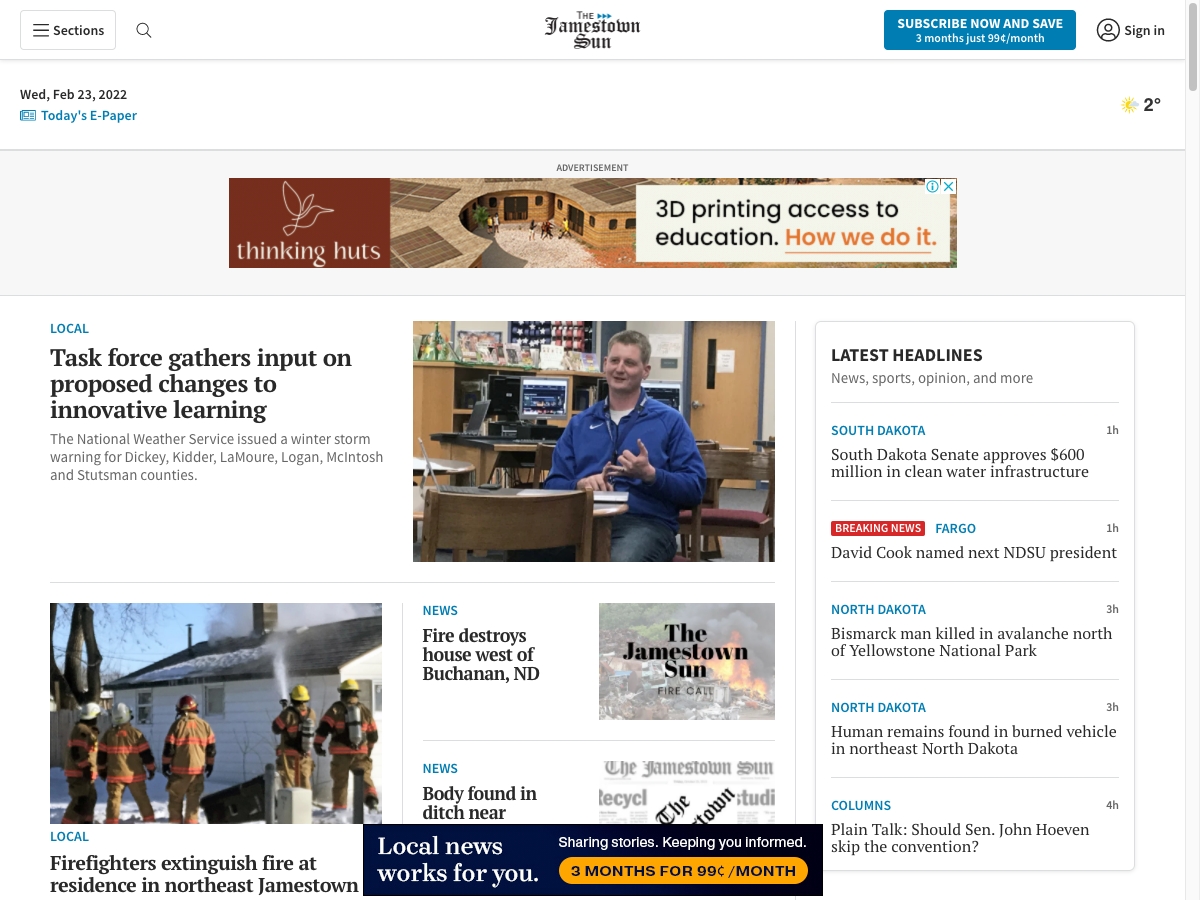 Sections
THE
Jamestown
Sun
SUBSCRIBE NOW AND SAVE
3 months just 99¢/month
Sign in
Wed, Feb 23, 2022
Today's E-Paper
2°
ADVERTISEMENT
thinking huts
3D printing access to
education. How we do it.
LOCAL
Task force gathers input on
proposed changes to
innovative learning
The National Weather Service issued a winter storm
warning for Dickey, Kidder, LaMoure, Logan, McIntosh
and Stutsman counties.
LOCAL
Firefighters extinguish fire at
residence in northeast Jamestown
NEWS
Fire destroys
house west of
Buchanan, ND
The
Jamestown
Sun
FIRE CALL
NEWS
Body found in
ditch near
The Jamestown Sun
The
LATEST HEADLINES
News, sports, opinion, and more
SOUTH DAKOTA 1h
South Dakota Senate approves $600
million in clean water infrastructure
BREAKING NEWS FARGO 1h
David Cook named next NDSU president
NORTH DAKOTA 3h
Bismarck man killed in avalanche north
of Yellowstone National Park
NORTH DAKOTA 3h
Human remains found in burned vehicle
in northeast North Dakota
COLUMNS 4h
Plain Talk: Should Sen. John Hoeven
skip the convention?
Local news
works for you.
Sharing stories. Keeping you informed.
3 MONTHS FOR 99¢ /MONTH